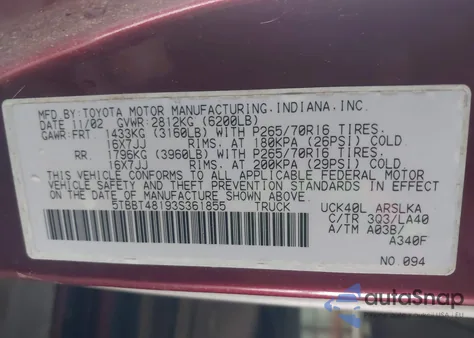 MFD. BY: TOYOTA MOTOR MANUFACTURING, INDIANA, INC.
DATE: 11/02 GVWR 2812KG (6200LB)
GAWR:FRT. 1433KG (3160LB) WITH P265/70R16 TIRES.
16X7JJ RIMS. AT 180KPA (26PSI) COLD
RR. 1796KG (3960LB) WITH P265/70R16 TIRES.
16X7JJ RIMS. AT 200KPA (29PSI) COLD.
THIS VEHICLE CONFORMS TO ALL APPLICABLE FEDERAL MOTOR
VEHICLE SAFETY AND THEFT PREVENTION STANDARDS IN EFFECT
ON THE DATE OF MANUFACTURE SHOWN ABOVE.
5TBBT48193S361855 TRUCK
UCK40L ARSLKA
C/TR 3Q3/LA40
A/TM A03B/
A340F
NO.094
autoSnap